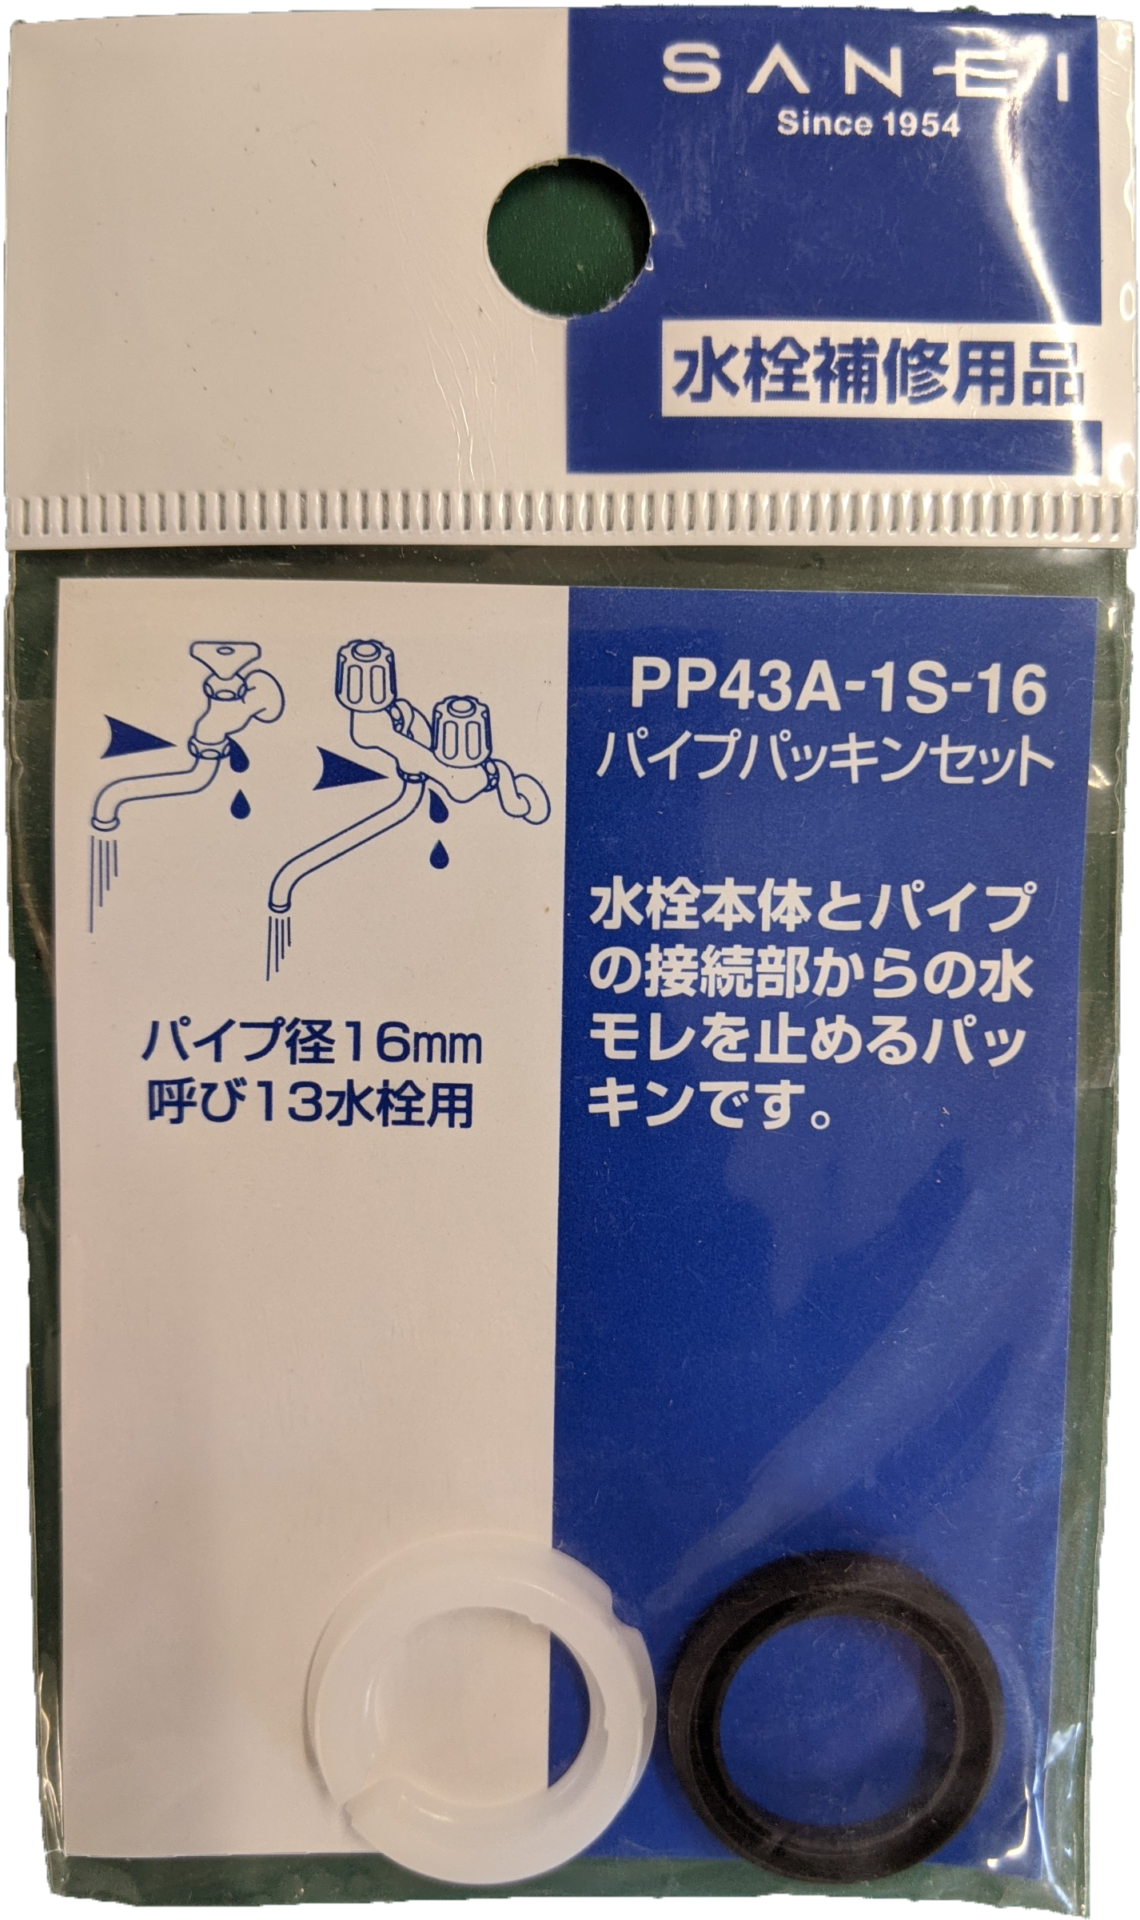 SANEI
Since 1954
水栓補修用品
PP43A-1S-16
パイプパッキンセット
水栓本体とパイプ
の接続部からの水
モレを止めるパッ
キンです。
パイプ径16mm
呼び13水栓用